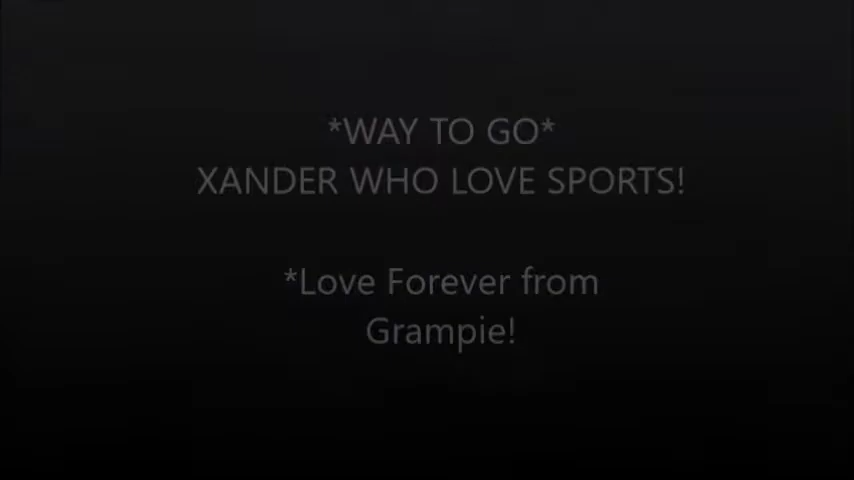 *WAY TO GO*
XANDER WHO LOVE SPORTS!
*Love Forever from
Grampie!